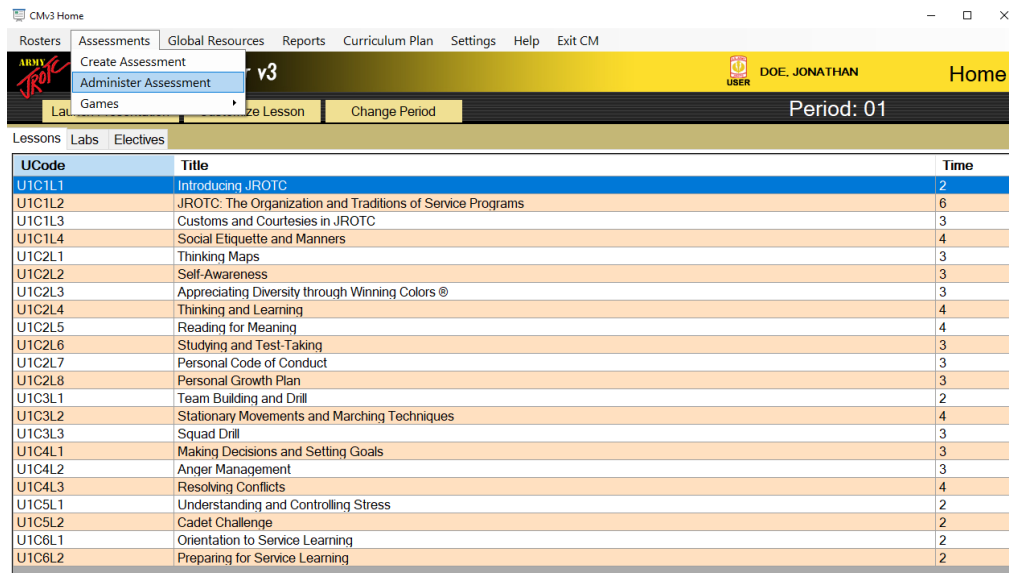 CMv3 Home
Rosters Assessments Global Resources Reports Curriculum Plan Settings Help Exit CM
Create Assessment
Administer Assessment
Games
ARMY JROTC
v3
USER
DOE, JONATHAN
Home
Lesson
Change Period
Period: 01
Lessons Labs Electives
UCode Title Time
U1C1L1 Introducing JROTC 2
U1C1L2 JROTC: The Organization and Traditions of Service Programs 6
U1C1L3 Customs and Courtesies in JROTC 3
U1C1L4 Social Etiquette and Manners 4
U1C2L1 Thinking Maps 3
U1C2L2 Self-Awareness 3
U1C2L3 Appreciating Diversity through Winning Colors ® 3
U1C2L4 Thinking and Learning 4
U1C2L5 Reading for Meaning 4
U1C2L6 Studying and Test-Taking 3
U1C2L7 Personal Code of Conduct 3
U1C2L8 Personal Growth Plan 3
U1C3L1 Team Building and Drill 2
U1C3L2 Stationary Movements and Marching Techniques 4
U1C3L3 Squad Drill 3
U1C4L1 Making Decisions and Setting Goals 3
U1C4L2 Anger Management 3
U1C4L3 Resolving Conflicts 4
U1C5L1 Understanding and Controlling Stress 2
U1C5L2 Cadet Challenge 2
U1C6L1 Orientation to Service Learning 2
U1C6L2 Preparing for Service Learning 2